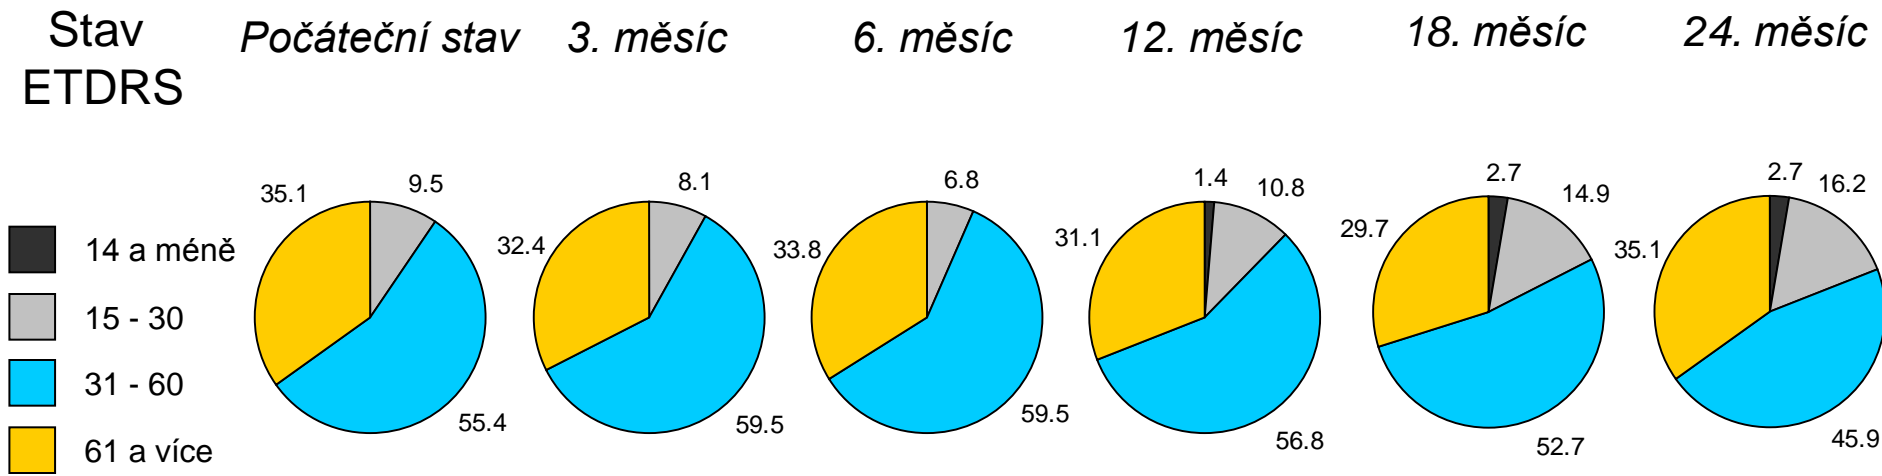 Stav
ETDRS
Počáteční stav
3. měsíc
6. měsíc
12. měsíc
18. měsíc
24. měsíc
14 a méně
15 - 30
31 - 60
61 a více
35.1
9.5
55.4
32.4
8.1
59.5
33.8
6.8
59.5
31.1
1.4
10.8
56.8
29.7
2.7
14.9
52.7
35.1
2.7
16.2
45.9